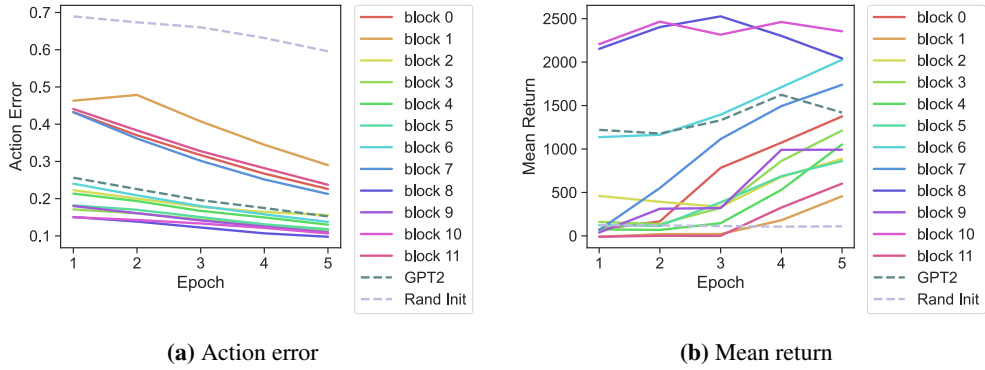 0.7
0.6
0.5
0.4
0.3
0.2
0.1
Action Error
1 2 3 4 5
Epoch
block 0
block 1
block 2
block 3
block 4
block 5
block 6
block 7
block 8
block 9
block 10
block 11
GPT2
Rand Init
(a) Action error
2500
2000
1500
1000
500
0
Mean Return
1 2 3 4 5
Epoch
block 0
block 1
block 2
block 3
block 4
block 5
block 6
block 7
block 8
block 9
block 10
block 11
GPT2
Rand Init
(b) Mean return